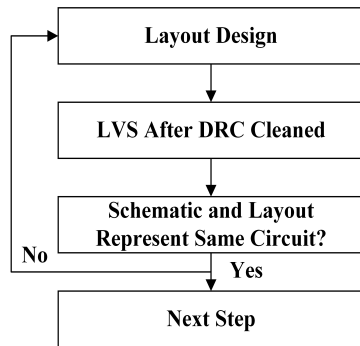 Layout Design
LVS After DRC Cleaned
Schematic and Layout
Represent Same Circuit?
No
Yes
Next Step